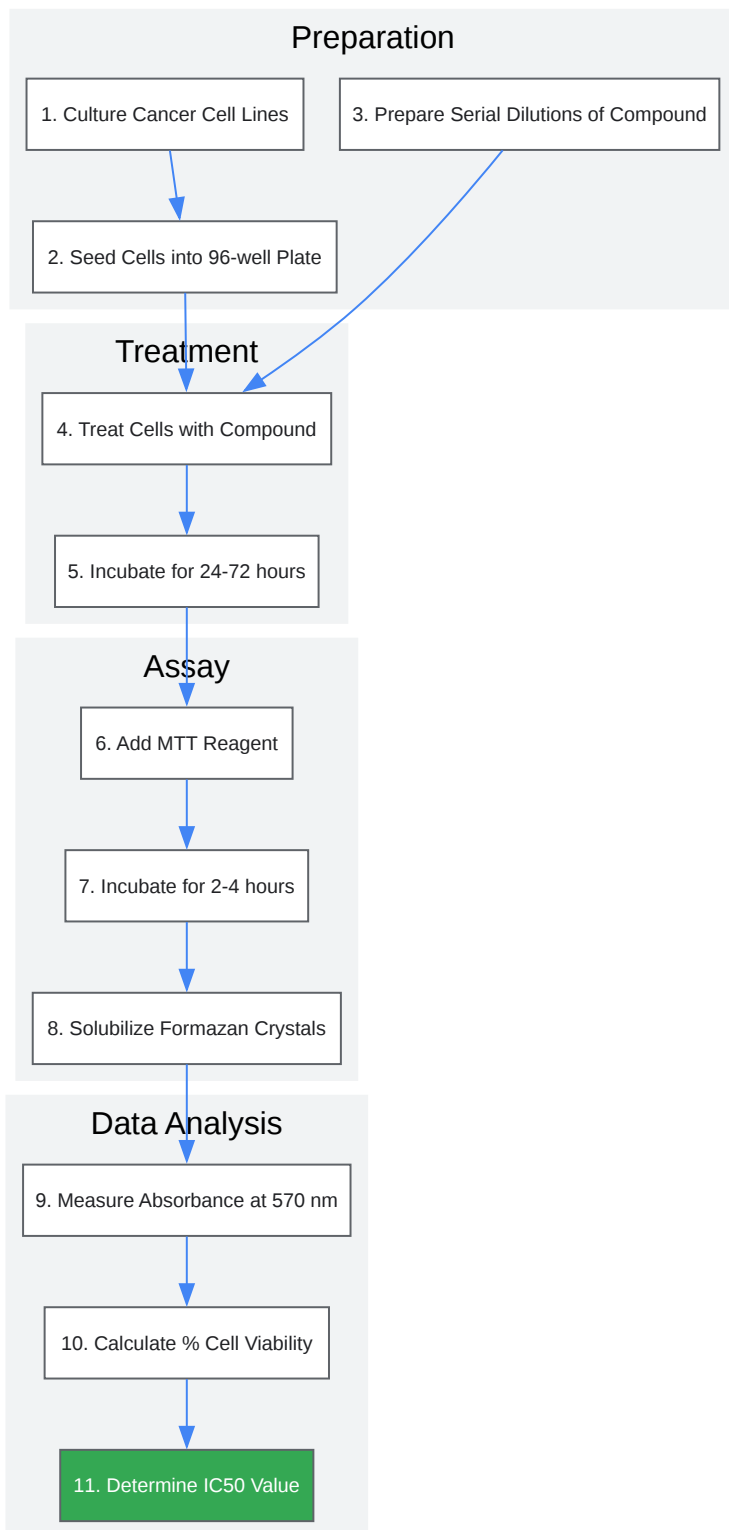 Preparation
1. Culture Cancer Cell Lines
3. Prepare Serial Dilutions of Compound
2. Seed Cells into 96-well Plate
Treatment
4. Treat Cells with Compound
5. Incubate for 24-72 hours
Assay
6. Add MTT Reagent
7. Incubate for 2-4 hours
8. Solubilize Formazan Crystals
Data Analysis
9. Measure Absorbance at 570 nm
10. Calculate % Cell Viability
11. Determine IC50 Value